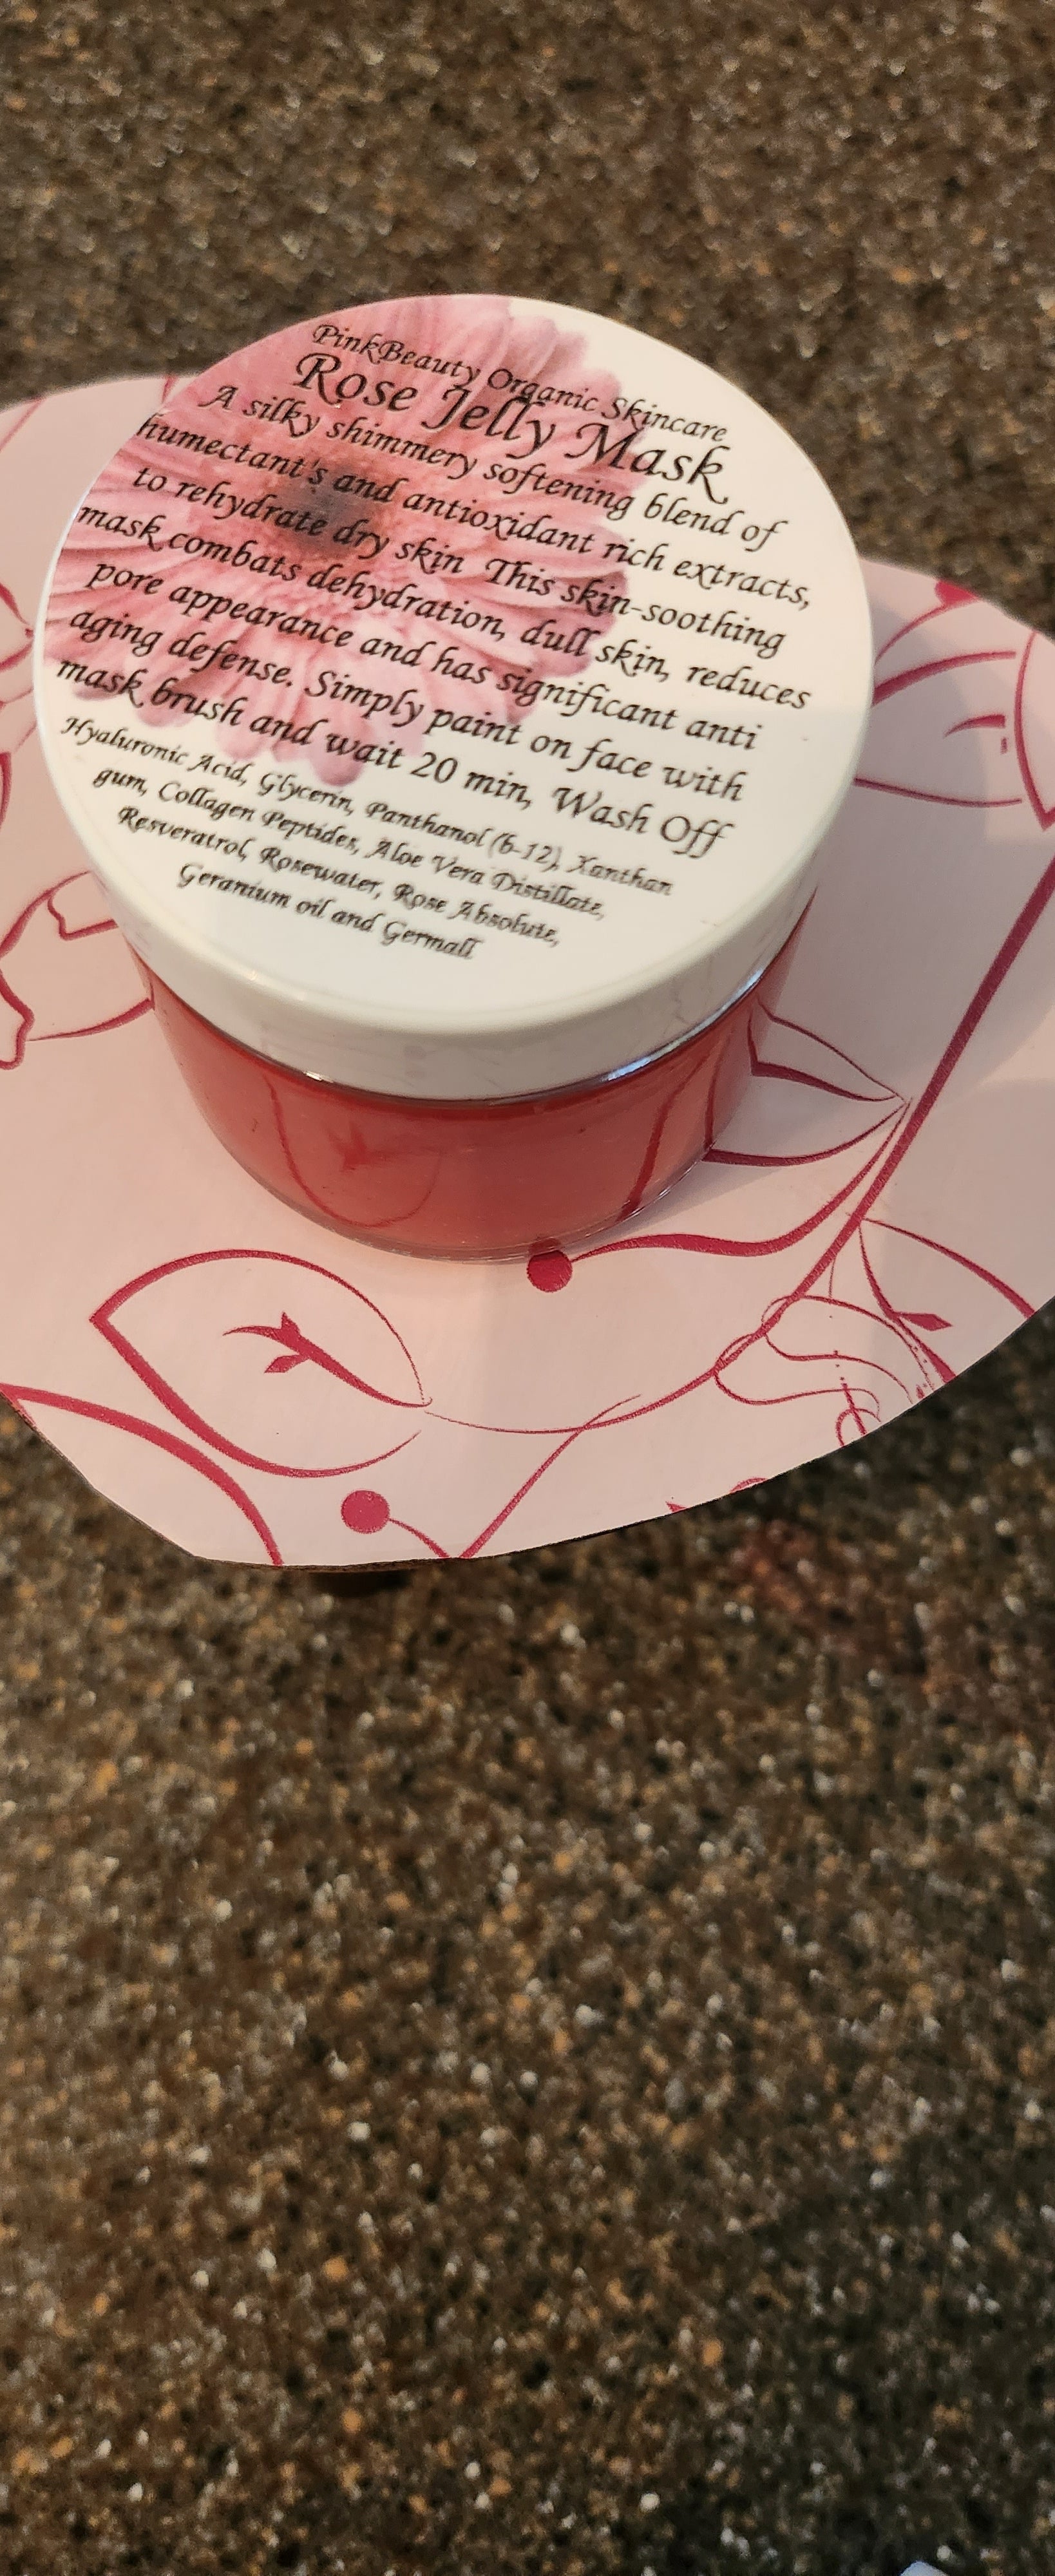 PinkBeauty Organic Skincare
Rose Jelly Mask
A silky shimmery softening blend of
humectant's and antioxidant rich extracts,
to rehydrate dry skin This skin-soothing
mask combats dehydration, dull skin, reduces
pore appearance and has significant anti
aging defense. Simply paint on face with
mask brush and wait 20 min, Wash Off
Hyaluronic Acid, Glycerin, Panthanol (b-12), Xanthan
gum, Collagen Peptides, Aloe Vera Distillate,
Resveratrol, Rosewater, Rose Absolute,
Geranium oil and Germall